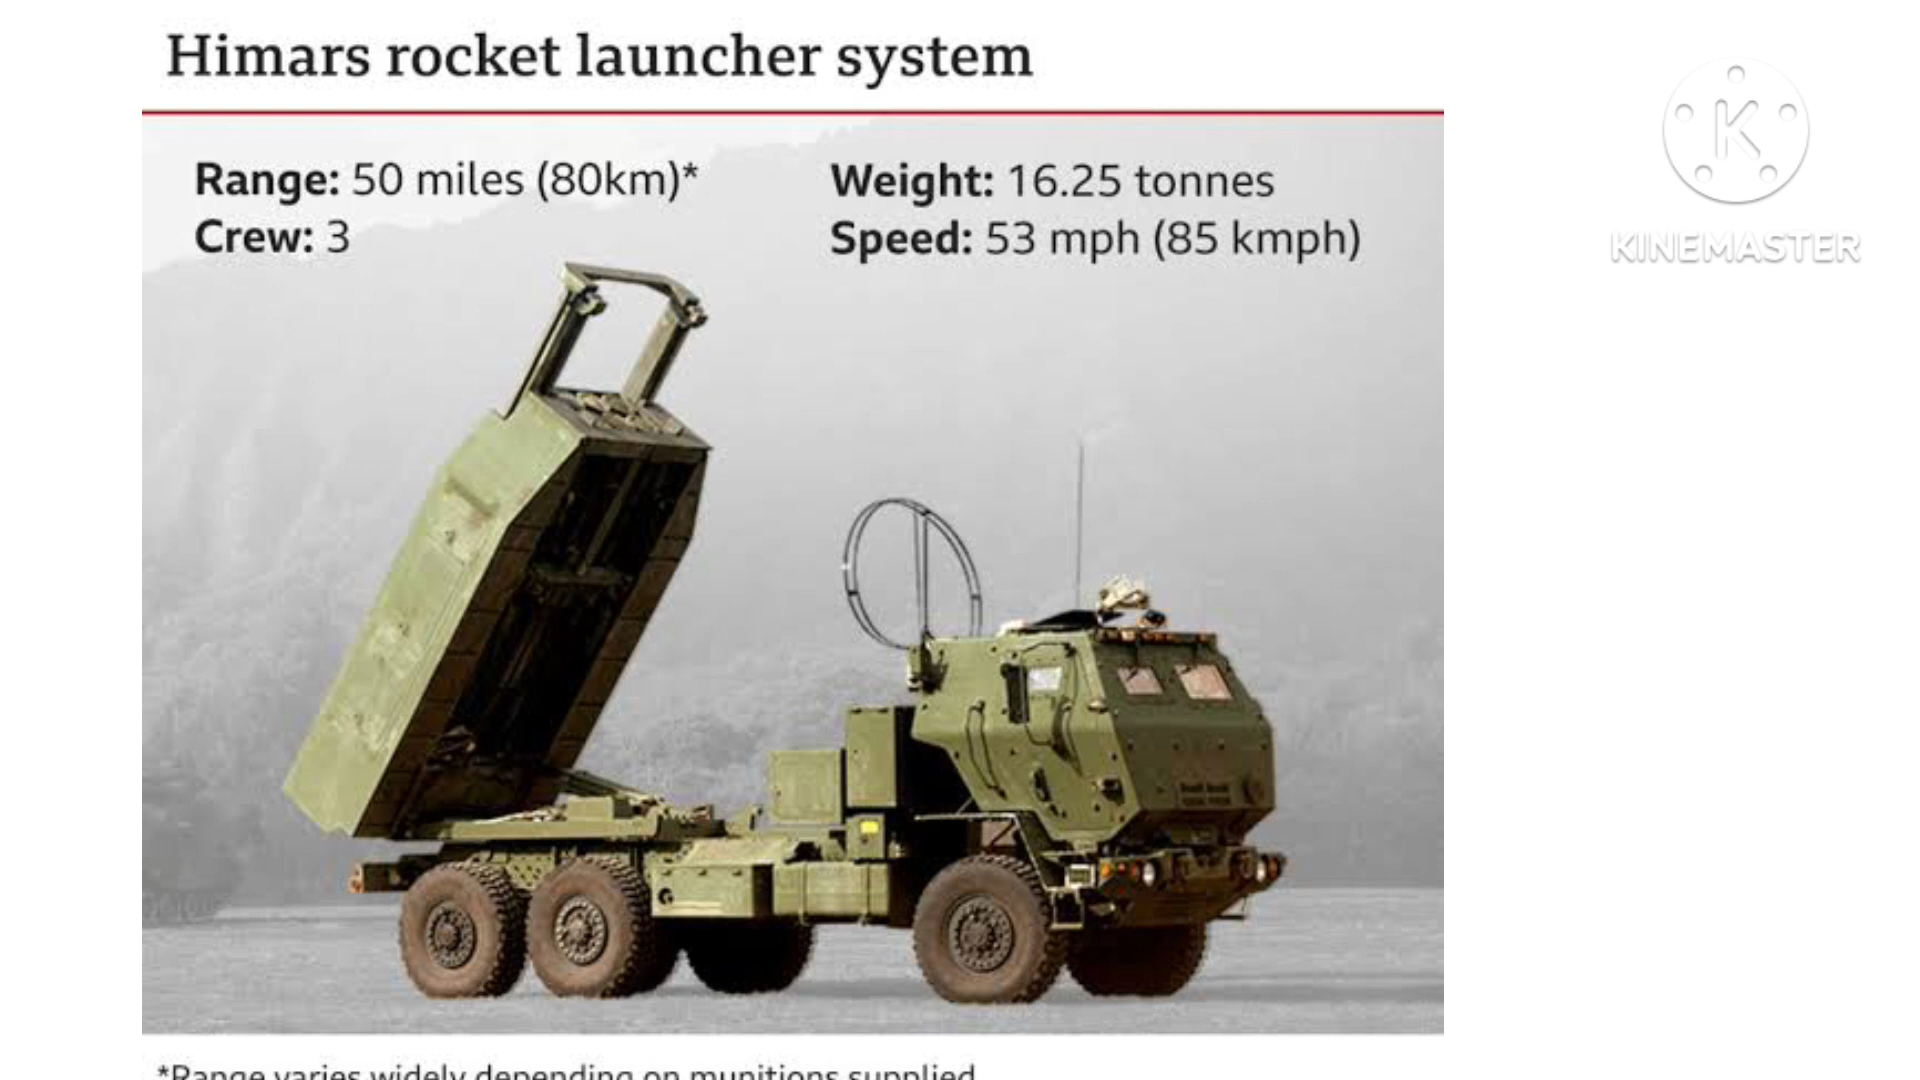 Himars rocket launcher system
Range: 50 miles (80km)*
Crew: 3
Weight: 16.25 tonnes
Speed: 53 mph (85 kmph)
K
KINEMASTER
*Range varies widely depending on munitions supplied